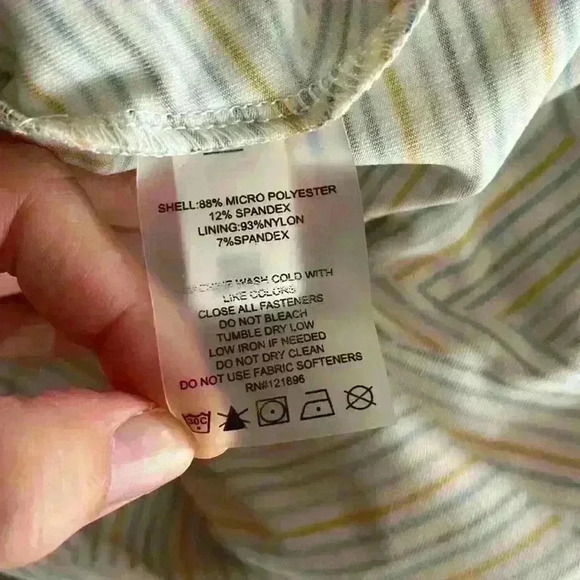 SHELL:88% MICRO POLYESTER
12% SPANDEX
LINING:93%NYLON
7%SPANDEX
MACHINE WASH COLD WITH
LIKE COLORS
CLOSE ALL FASTENERS
DO NOT BLEACH
TUMBLE DRY LOW
LOW IRON IF NEEDED
DO NOT DRY CLEAN
DO NOT USE FABRIC SOFTENERS
RN#121896
30C